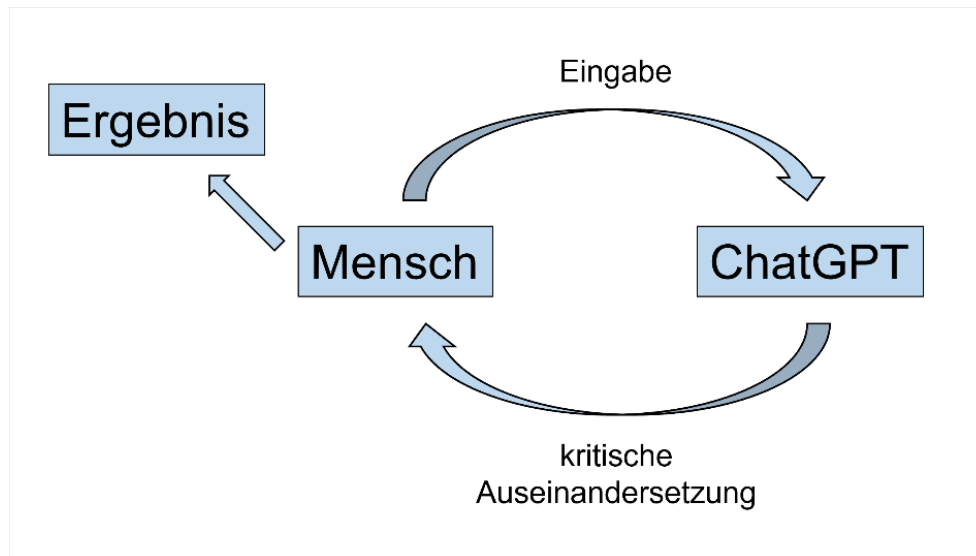 Eingabe
Ergebnis
Mensch
ChatGPT
kritische
Auseinandersetzung